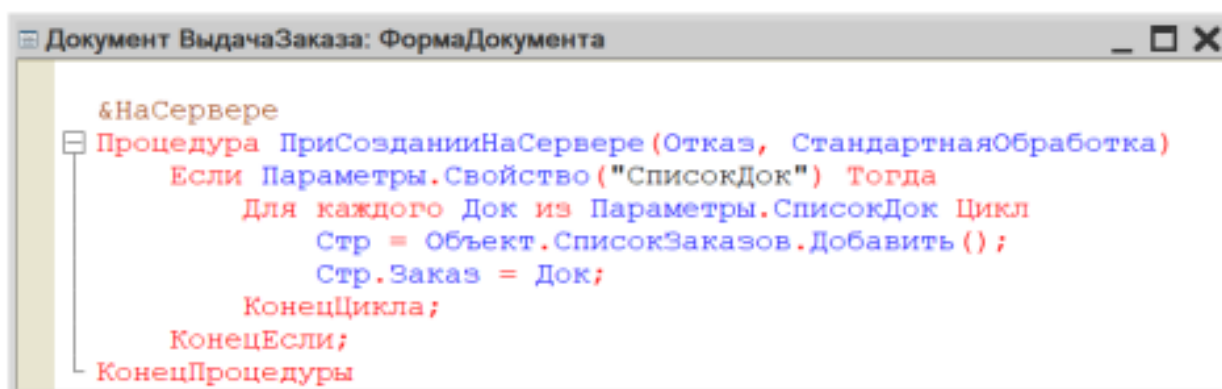 Документ ВыдачаЗаказа: ФормаДокумента
&НаСервере
Процедура ПриСозданииНаСервере(Отказ, СтандартнаяОбработка)
Если Параметры.Свойство("СписокДок") Тогда
Для каждого Док из Параметры.СписокДок Цикл
Стр = Объект.СписокЗаказов.Добавить();
Стр.Заказ = Док;
КонецЦикла;
КонецЕсли;
КонецПроцедуры